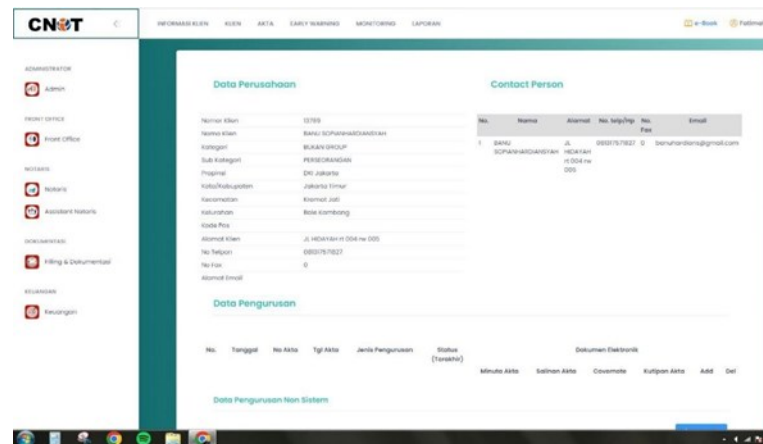 CNOT
INFORMASI KLIEN KLIEN AKTA EARLY WARNING MONITORING LAPORAN
e-Book Fatimah
ADMINISTRATOR
Admin
FRONT OFFICE
Front Office
NOTARIS
Notaris
Assistent Notaris
DOKUMENTASI
Filling & Dokumentasi
KEUANGAN
Keuangan
Data Perusahaan
Nomor Klien 13765
Nama Klien BANU SOPIANHARDIANSYAH
Kategori BUKAN GROUP
Sub Kategori PERSEORANGAN
Propinsi DKI Jakarta
Kota/Kabupaten Jakarta Timur
Kecamatan Kramat Jati
Kelurahan Bale Kambang
Kode Pos
Alamat Klien JL HIDAYAH rt 004 rw 005
No Telpon
No Fax 0
Alamat Email
Contact Person
No. Nama Alamat No. telp/Hp No. Fax Email
1 BANU SOPIANHARDIANSYAH JL HIDAYAH rt 004 rw 005 0 banuhardians@gmail.com
Data Pengurusan
No. Tanggal No Akta Tgl Akta Jenis Pengurusan Status (Terakhir) Dokumen Elektronik
Minuta Akta Salinan Akta Covernote Kutipan Akta Add Del
Data Pengurusan Non Sistem